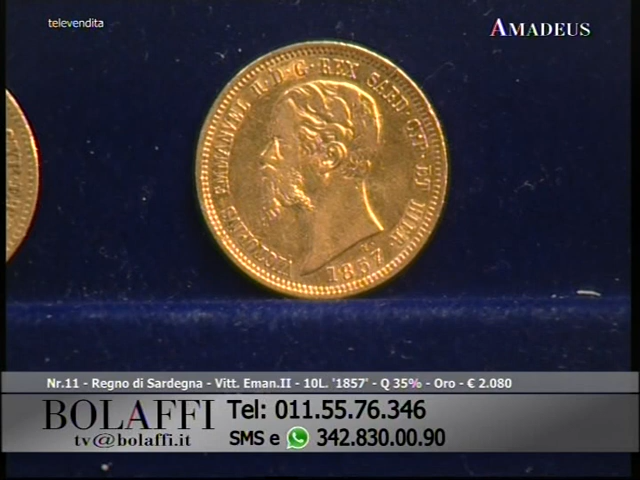 televendita
AMADEUS
VICTORIUS EMMANUEL II·D·G·REX SARD·CYP·ET HIER·
1857
Nr.11 - Regno di Sardegna - Vitt. Eman.II - 10L. '1857' - Q 35% - Oro - € 2.080
BOLAFFI
tv@bolaffi.it
Tel: 011.55.76.346
SMS e 342.830.00.90